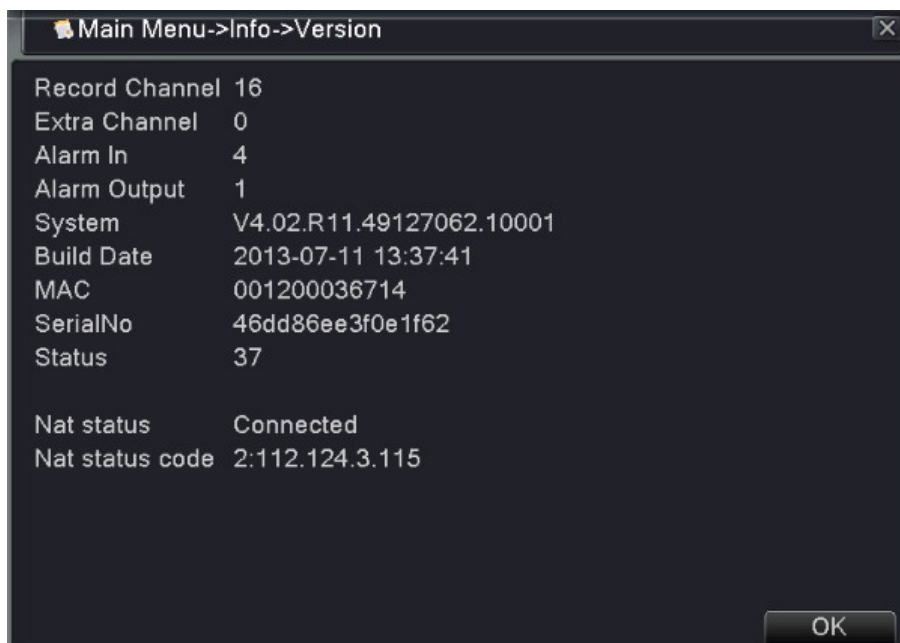 Main Menu->Info->Version
Record Channel 16
Extra Channel 0
Alarm In 4
Alarm Output 1
System V4.02.R11.49127062.10001
Build Date 2013-07-11 13:37:41
MAC 001200036714
SerialNo 46dd86ee3f0e1f62
Status 37
Nat status Connected
Nat status code 2:112.124.3.115
OK